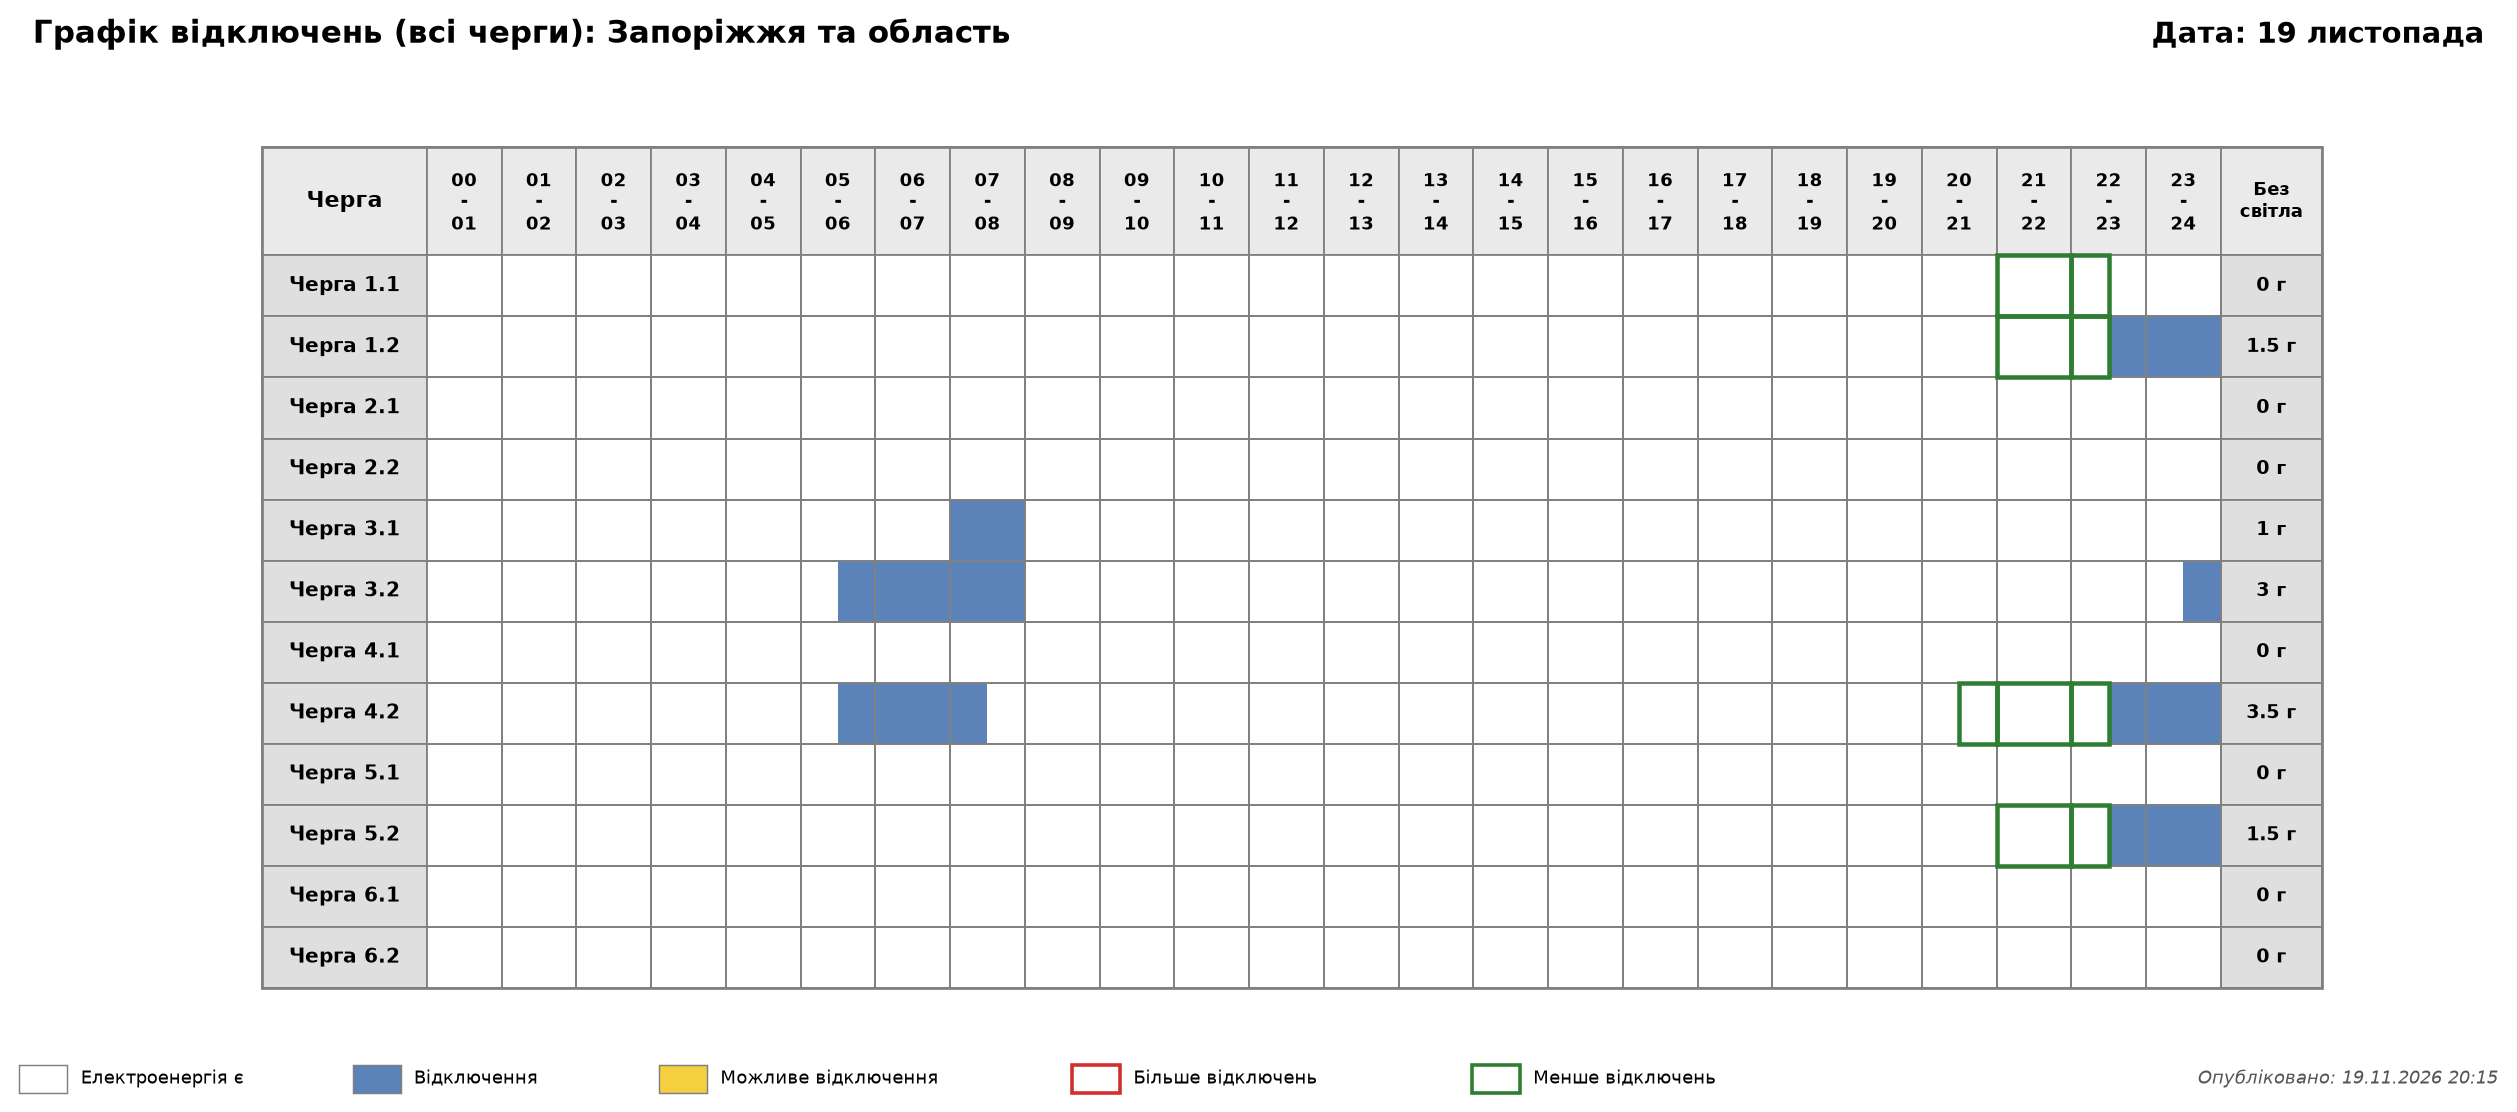 Графік відключень (всі черги): Запоріжжя та область
Дата: 19 листопада
Черга 00 - 01 01 - 02 02 - 03 03 - 04 04 - 05 05 - 06 06 - 07 07 - 08 08 - 09 09 - 10 10 - 11 11 - 12 12 - 13 13 - 14 14 - 15 15 - 16 16 - 17 17 - 18 18 - 19 19 - 20 20 - 21 21 - 22 22 - 23 23 - 24 Без світла
Черга 1.1 0 г
Черга 1.2 1.5 г
Черга 2.1 0 г
Черга 2.2 0 г
Черга 3.1 1 г
Черга 3.2 3 г
Черга 4.1 0 г
Черга 4.2 3.5 г
Черга 5.1 0 г
Черга 5.2 1.5 г
Черга 6.1 0 г
Черга 6.2 0 г
Електроенергія є
Відключення
Можливе відключення
Більше відключень
Менше відключень
Опубліковано: 19.11.2026 20:15